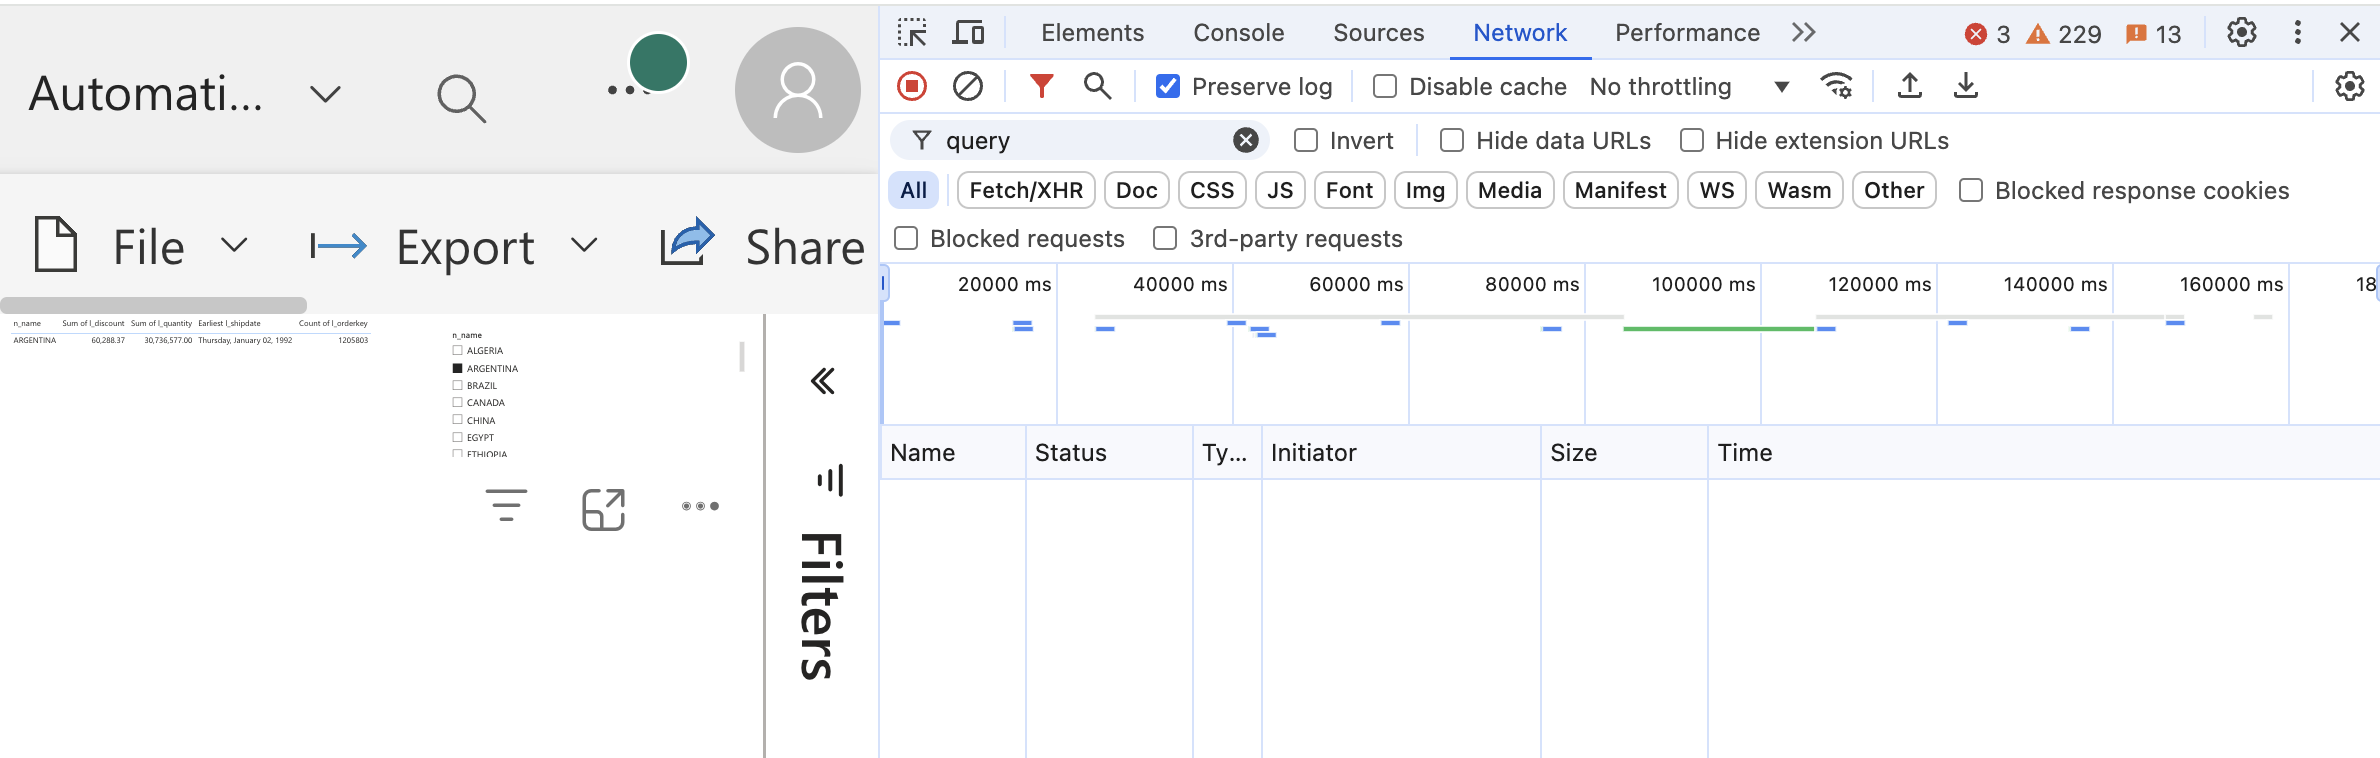 Automati...
File
Export
Share
n_name Sum of l_discount Sum of l_quantity Earliest l_shipdate Count of l_orderkey
ARGENTINA 60,288.37 30,736,577.00 Thursday, January 02, 1992 1205803
n_name
ALGERIA
ARGENTINA
BRAZIL
CANADA
CHINA
EGYPT
ETHIOPIA
Filters
Elements Console Sources Network Performance 3 229 13
Preserve log Disable cache No throttling
query Invert Hide data URLs Hide extension URLs
All Fetch/XHR Doc CSS JS Font Img Media Manifest WS Wasm Other Blocked response cookies
Blocked requests 3rd-party requests
20000 ms 40000 ms 60000 ms 80000 ms 100000 ms 120000 ms 140000 ms 160000 ms 18
Name Status Ty... Initiator Size Time